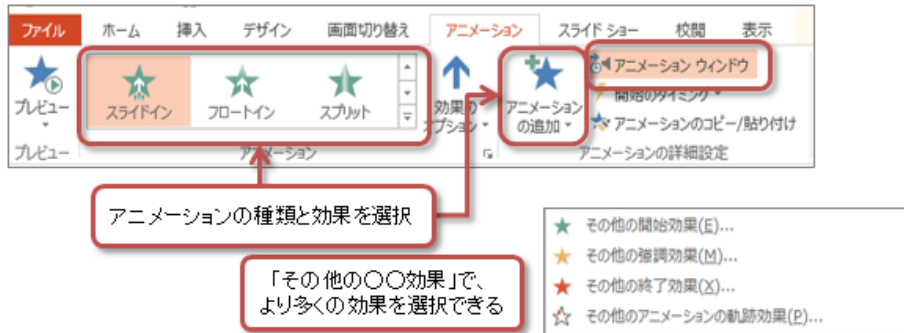 ファイル ホーム 挿入 デザイン 画面切り替え アニメーション スライド ショー 校閲 表示
プレビュー スライドイン フロートイン スプリット 効果の オプション アニメーション の追加 アニメーション ウィンドウ
開始のタイミング
アニメーションのコピー/貼り付け
プレビュー アニメーション アニメーションの詳細設定
アニメーションの種類と効果を選択
「その他の〇〇効果」で、
より多くの効果を選択できる
その他の開始効果(E)...
その他の強調効果(M)...
その他の終了効果(X)...
その他のアニメーションの軌跡効果(P)...